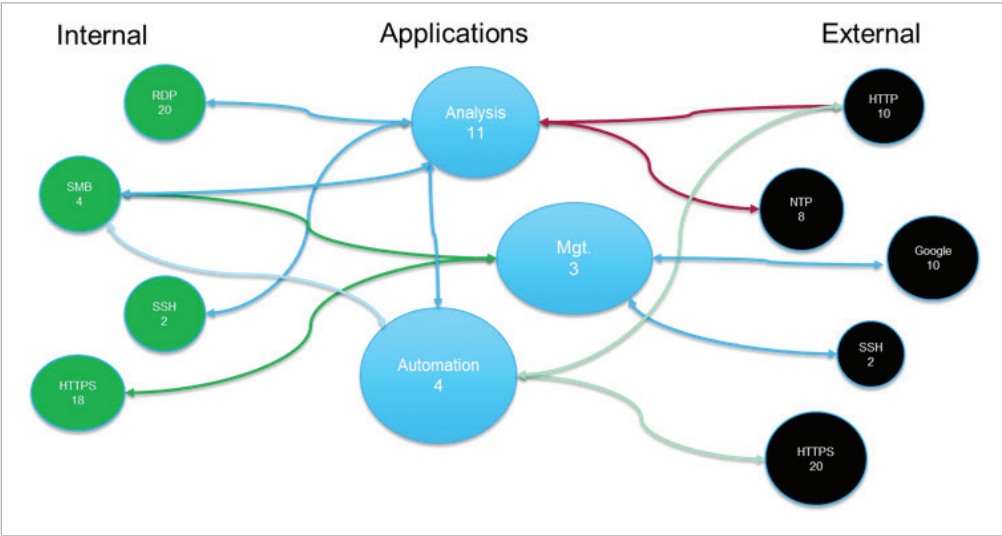 Internal
Applications
External
RDP
20
Analysis
11
HTTP
10
SMB
4
NTP
8
Mgt.
3
Google
10
SSH
2
SSH
2
Automation
4
HTTPS
18
HTTPS
20